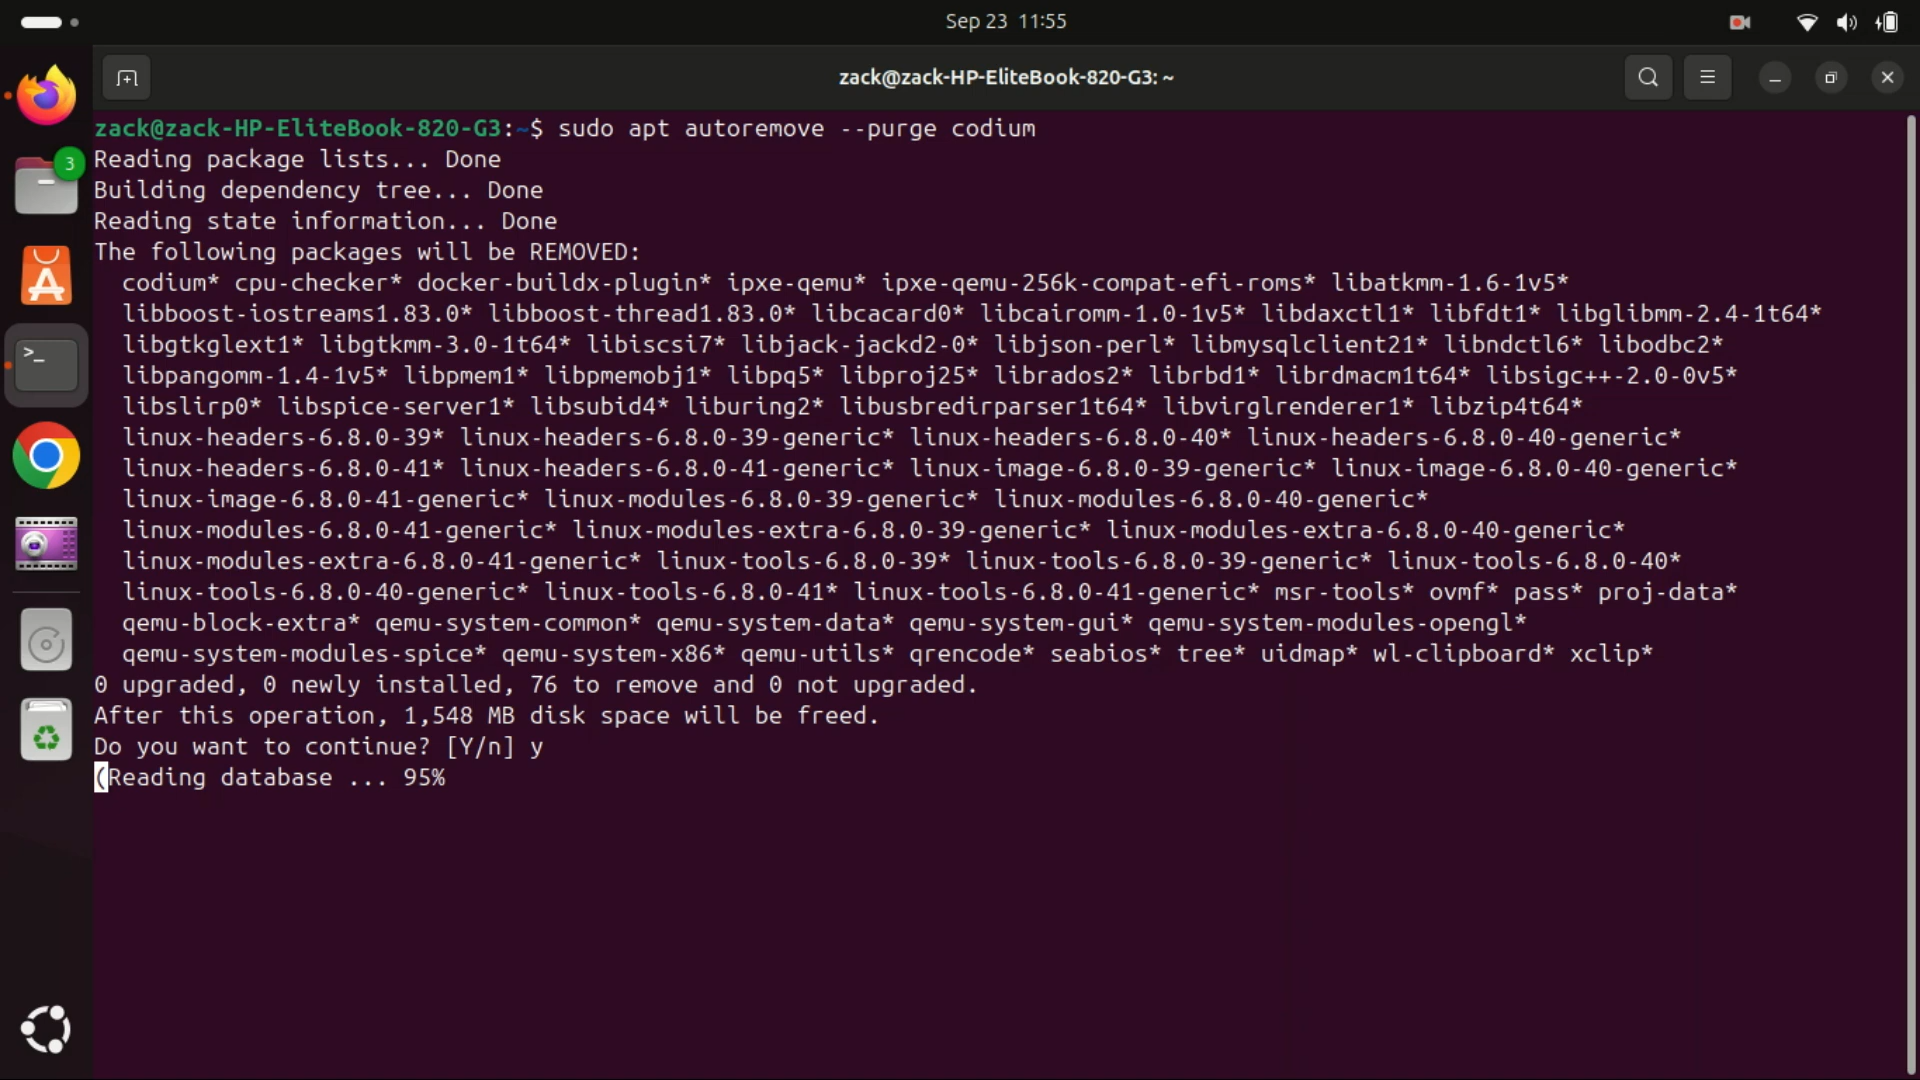 Sep 23 11:55
zack@zack-HP-EliteBook-820-G3: ~
3
zack@zack-HP-EliteBook-820-G3:~$ sudo apt autoremove --purge codium
Reading package lists... Done
Building dependency tree... Done
Reading state information... Done
The following packages will be REMOVED:
  codium* cpu-checker* docker-buildx-plugin* ipxe-qemu* ipxe-qemu-256k-compat-efi-roms* libatkmm-1.6-1v5*
  libboost-iostreams1.83.0* libboost-thread1.83.0* libcacard0* libcairomm-1.0-1v5* libdaxctl1* libfdt1* libglibmm-2.4-1t64*
  libgtkglext1* libgtkmm-3.0-1t64* libiscsi7* libjack-jackd2-0* libjson-perl* libmysqlclient21* libndctl6* libodbc2*
  libpangomm-1.4-1v5* libpmem1* libpmemobj1* libpq5* libproj25* librados2* librbd1* librdmacm1t64* libsigc++-2.0-0v5*
  libslirp0* libspice-server1* libsubid4* liburing2* libusbredirparser1t64* libvirglrenderer1* libzip4t64*
  linux-headers-6.8.0-39* linux-headers-6.8.0-39-generic* linux-headers-6.8.0-40* linux-headers-6.8.0-40-generic*
  linux-headers-6.8.0-41* linux-headers-6.8.0-41-generic* linux-image-6.8.0-39-generic* linux-image-6.8.0-40-generic*
  linux-image-6.8.0-41-generic* linux-modules-6.8.0-39-generic* linux-modules-6.8.0-40-generic*
  linux-modules-6.8.0-41-generic* linux-modules-extra-6.8.0-39-generic* linux-modules-extra-6.8.0-40-generic*
  linux-modules-extra-6.8.0-41-generic* linux-tools-6.8.0-39* linux-tools-6.8.0-39-generic* linux-tools-6.8.0-40*
  linux-tools-6.8.0-40-generic* linux-tools-6.8.0-41* linux-tools-6.8.0-41-generic* msr-tools* ovmf* pass* proj-data*
  qemu-block-extra* qemu-system-common* qemu-system-data* qemu-system-gui* qemu-system-modules-opengl*
  qemu-system-modules-spice* qemu-system-x86* qemu-utils* qrencode* seabios* tree* uidmap* wl-clipboard* xclip*
0 upgraded, 0 newly installed, 76 to remove and 0 not upgraded.
After this operation, 1,548 MB disk space will be freed.
Do you want to continue? [Y/n] y
(Reading database ... 95%